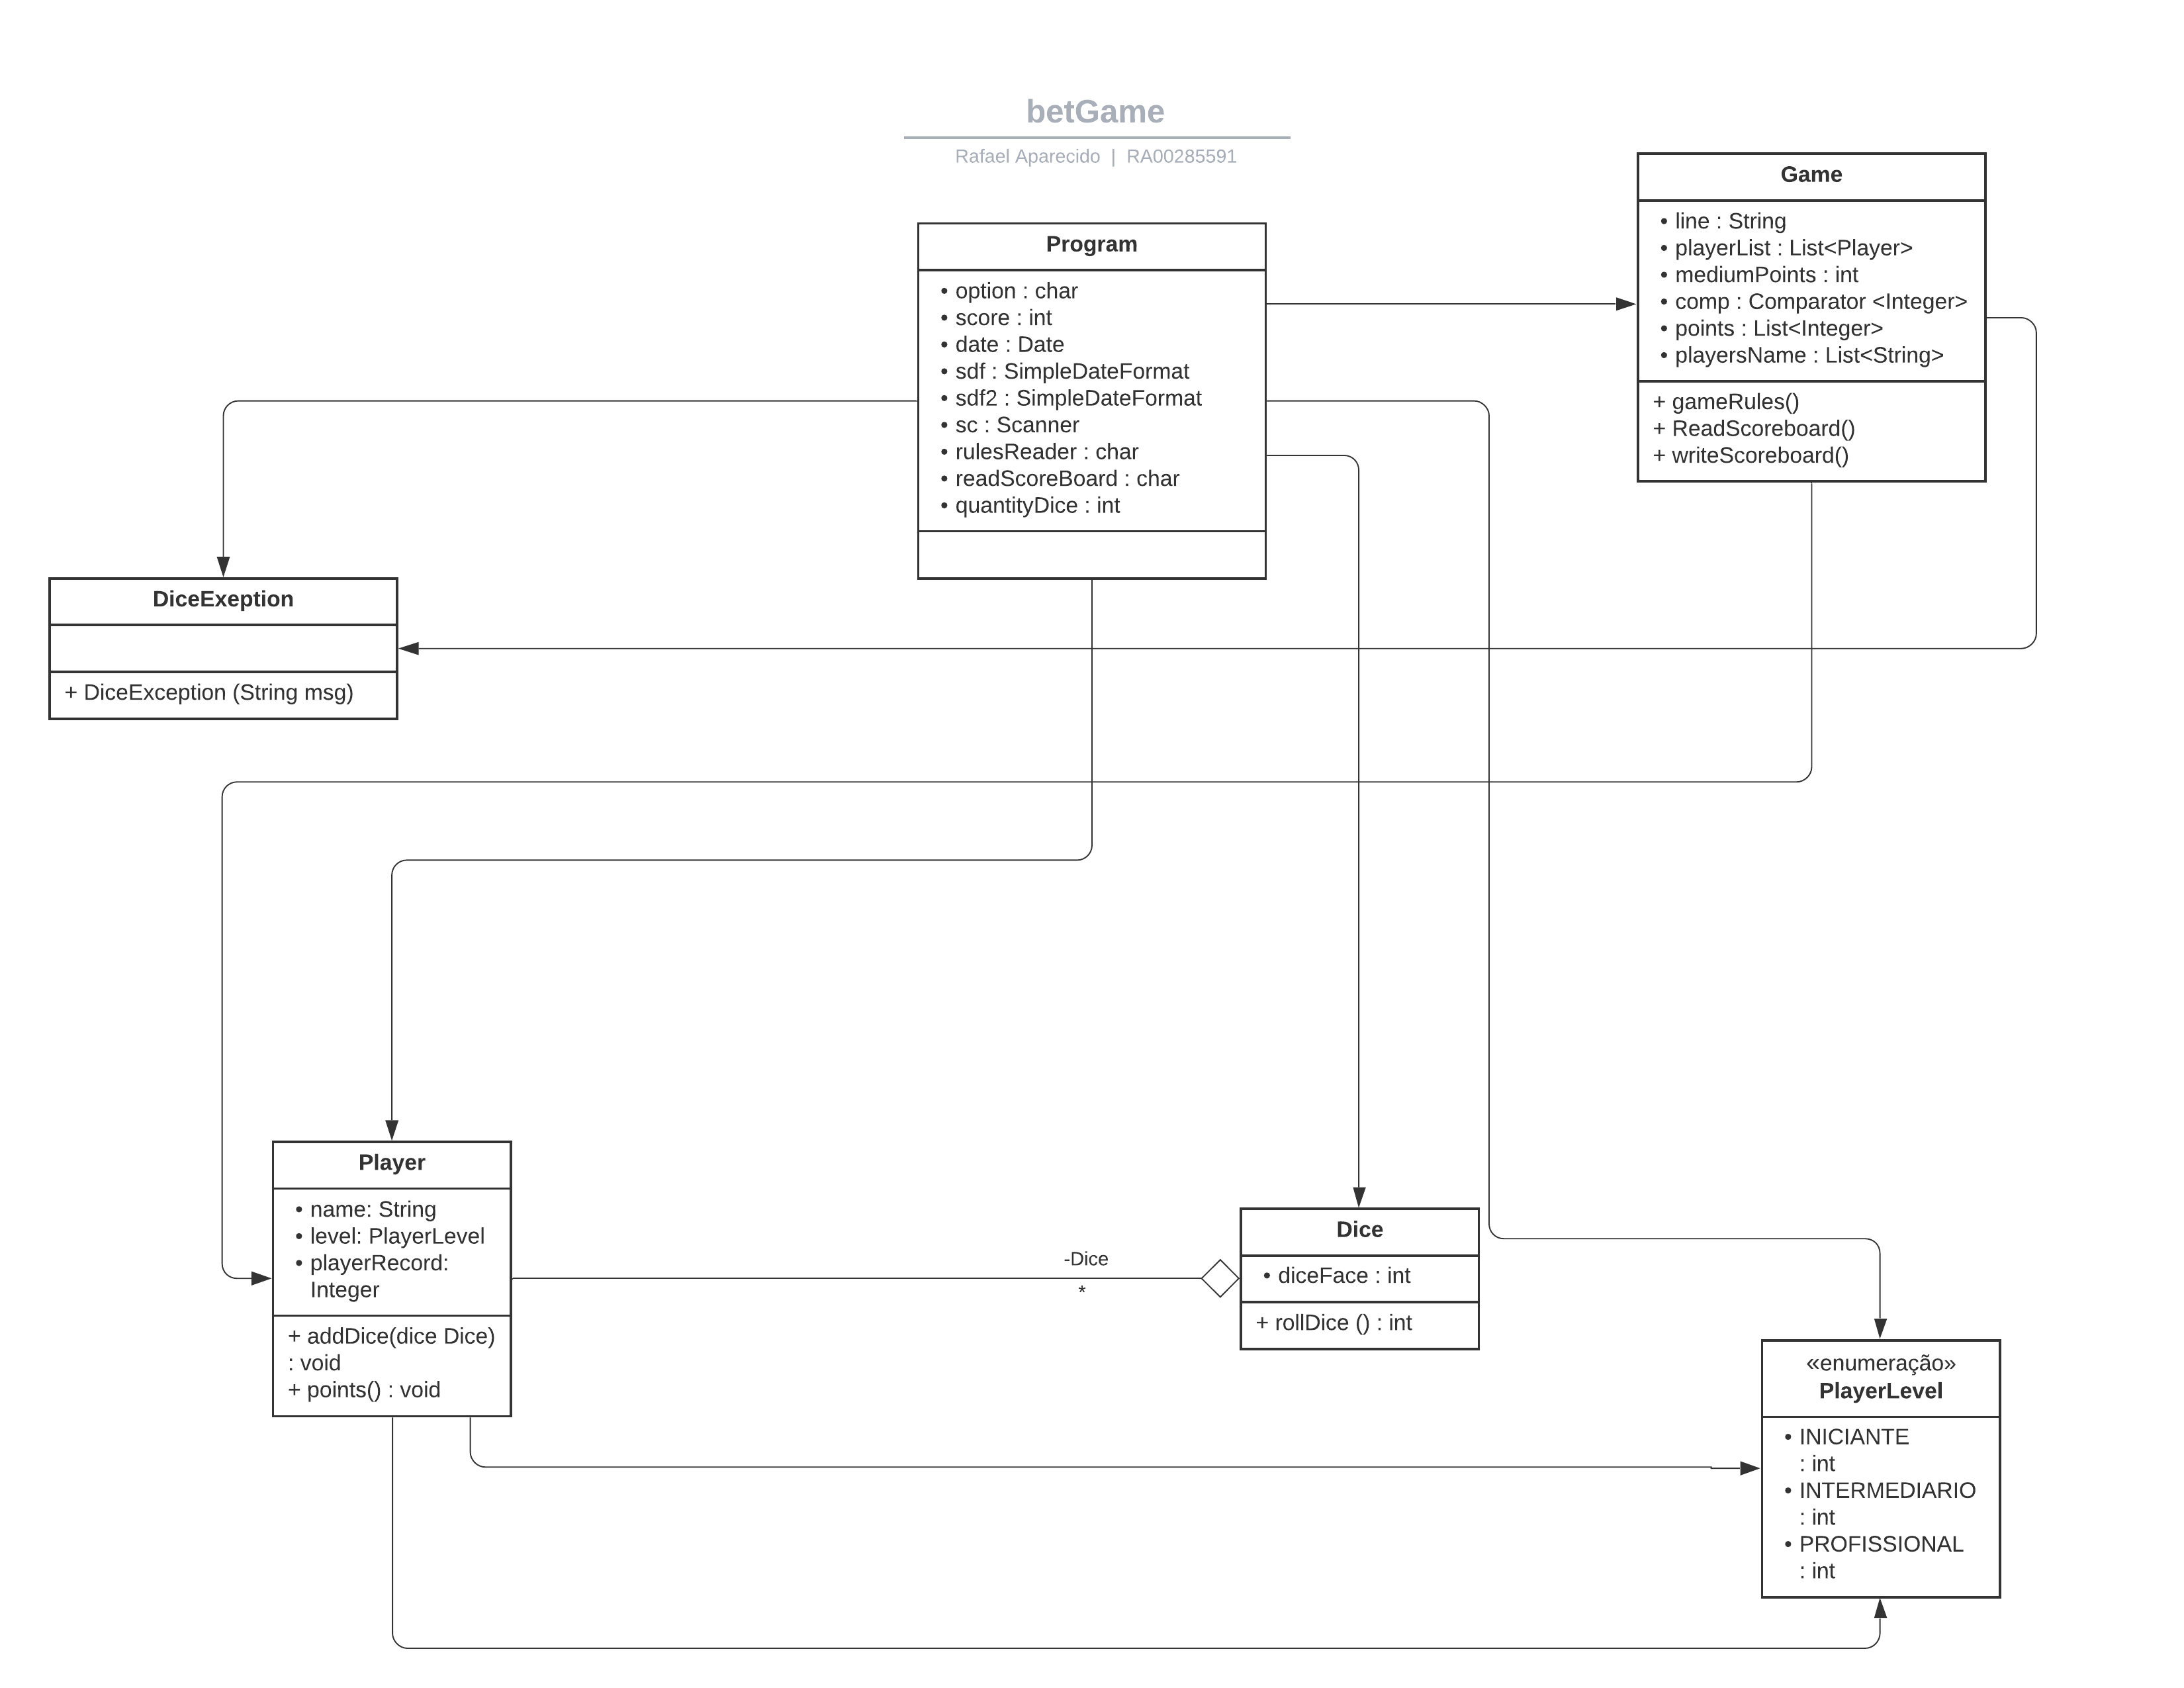 betGame
Rafael Aparecido | RA00285591
Game
• line : String
• playerList : List<Player>
• mediumPoints : int
• comp : Comparator <Integer>
• points : List<Integer>
• playersName : List<String>
+ gameRules()
+ ReadScoreboard()
+ writeScoreboard()
Program
• option : char
• score : int
• date : Date
• sdf : SimpleDateFormat
• sdf2 : SimpleDateFormat
• sc : Scanner
• rulesReader : char
• readScoreBoard : char
• quantityDice : int
DiceExeption
+ DiceException (String msg)
Player
• name: String
• level: PlayerLevel
• playerRecord:
Integer
+ addDice(dice Dice)
: void
+ points() : void
-Dice
*
Dice
• diceFace : int
+ rollDice () : int
«enumeração»
PlayerLevel
• INICIANTE
: int
• INTERMEDIARIO
: int
• PROFISSIONAL
: int